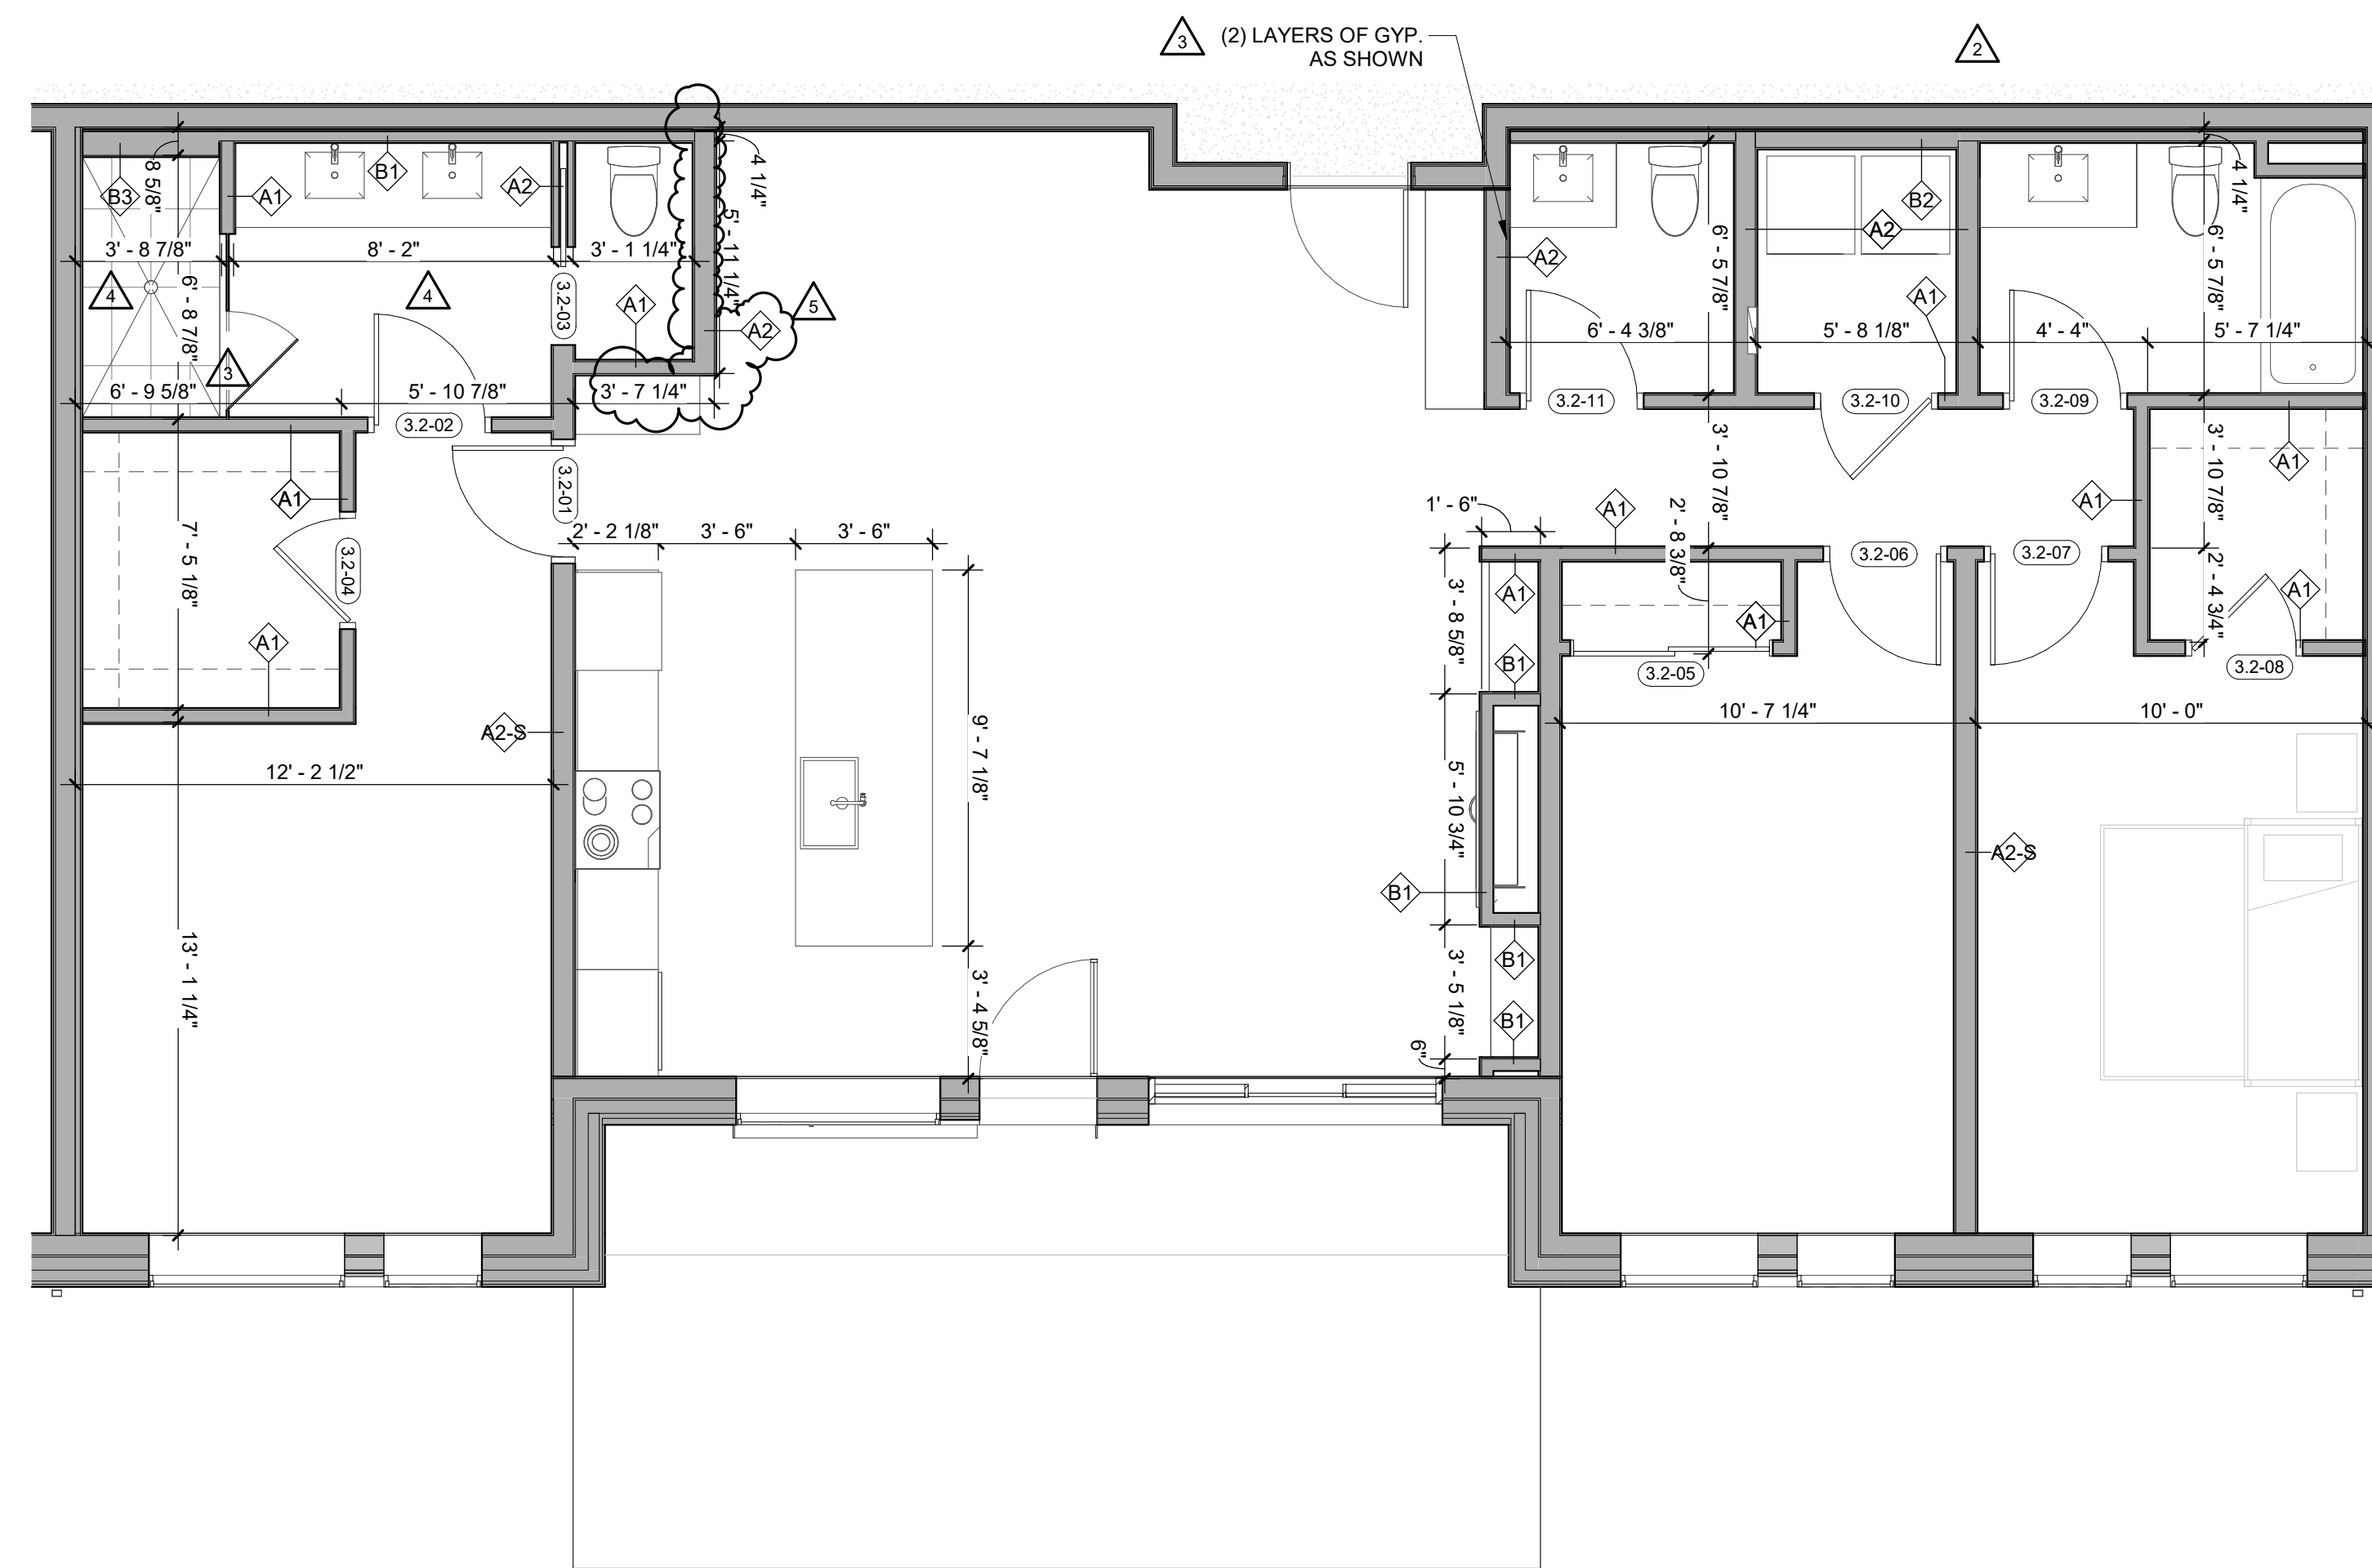 3
(2) LAYERS OF GYP.
AS SHOWN
2
B3
8 5/8"
A1
B1
A2
4 1/4"
5' - 11 1/4"
3' - 8 7/8"
8' - 2"
3' - 1 1/4"
4
6' - 8 7/8"
4
3.2-03
A1
A2
5
3
6' - 9 5/8"
5' - 10 7/8"
3' - 7 1/4"
3.2-02
A2
6' - 5 7/8"
A2
B2
A1
4 1/4"
6' - 5 7/8"
6' - 4 3/8"
5' - 8 1/8"
4' - 4"
5' - 7 1/4"
3.2-11
3.2-10
3.2-09
A1
3.2-01
7' - 5 1/8"
3.2-04
A1
2' - 2 1/8"
3' - 6"
3' - 6"
1' - 6"
A1
3' - 10 7/8"
2' - 8 3/8"
A1
3' - 10 7/8"
A1
3.2-06
3.2-07
3' - 8 5/8"
A1
A1
2' - 4 3/4"
A1
B1
3.2-05
3.2-08
A2-S
12' - 2 1/2"
9' - 7 1/8"
5' - 10 3/4"
10' - 7 1/4"
10' - 0"
A2-S
B1
13' - 1 1/4"
3' - 4 5/8"
3' - 5 1/8"
B1
B1
6"